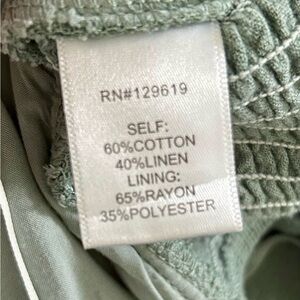 RN#129619
SELF:
60%COTTON
40%LINEN
LINING:
65%RAYON
35%POLYESTER